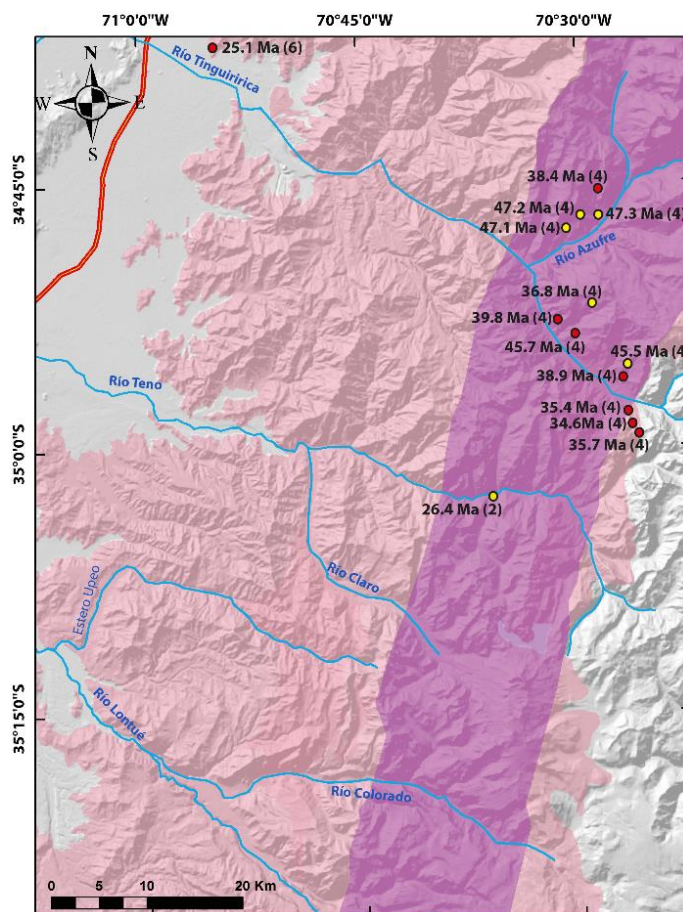 71°0'0"W 70°45'0"W 70°30'0"W
25.1 Ma (6)
Río Tinguiririca
N
W E
S
34°45'0"S
38.4 Ma (4)
47.2 Ma (4)
47.3 Ma (4)
47.1 Ma (4)
Río Azufre
36.8 Ma (4)
39.8 Ma (4)
45.7 Ma (4)
45.5 Ma (4
38.9 Ma (4)
Río Teno
35.4 Ma (4)
34.6Ma (4)
35.7 Ma (4)
35°0'0"S
26.4 Ma (2)
Río Claro
Estero Upeo
35°15'0"S
Río Lontué
Río Colorado
0 5 10 20 Km